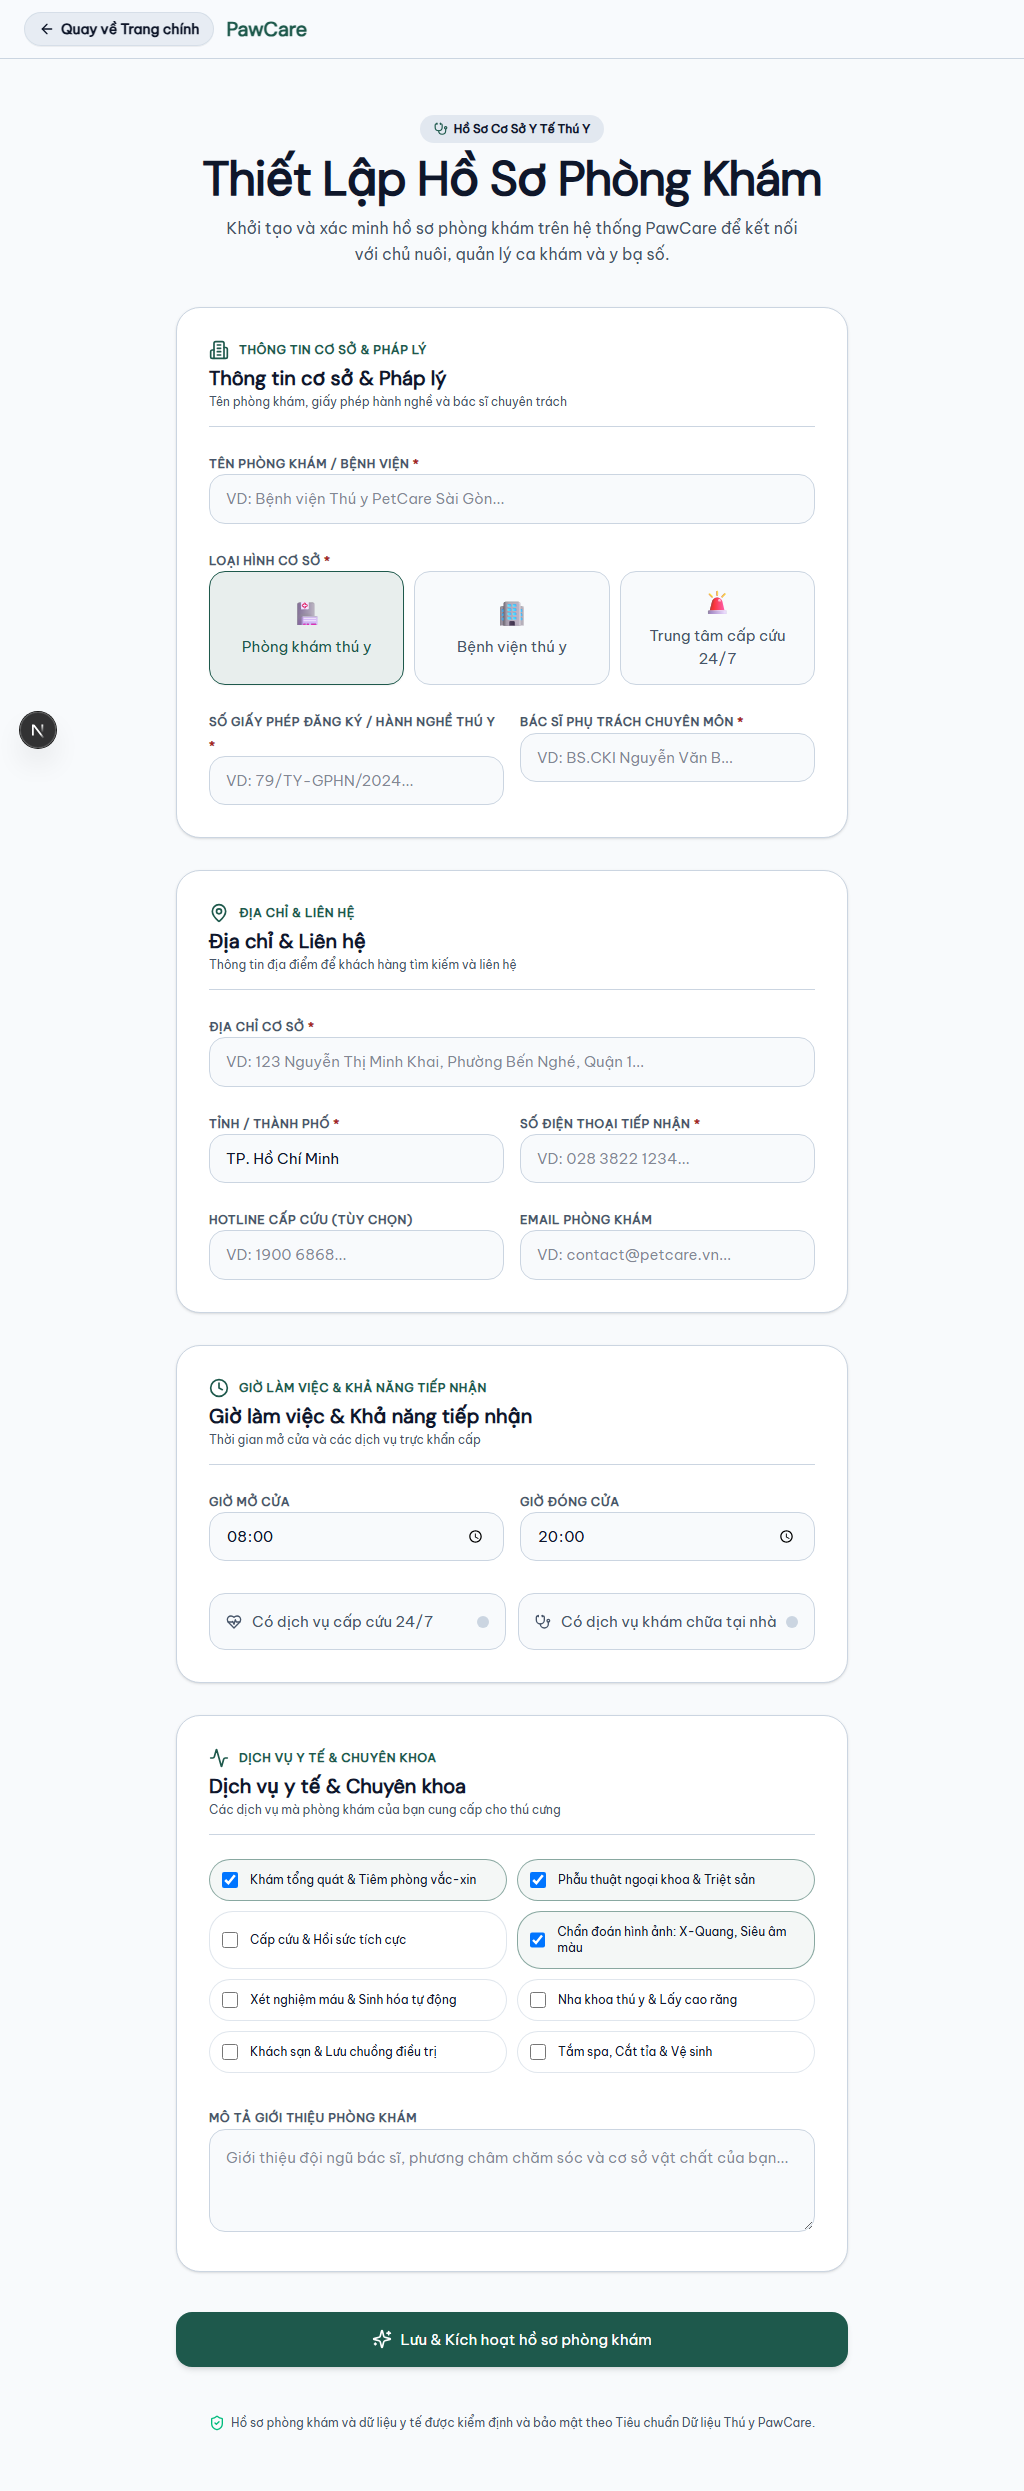 Quay về Trang chính
PawCare
Hồ Sơ Cơ Sở Y Tế Thú Y
Thiết Lập Hồ Sơ Phòng Khám
Khởi tạo và xác minh hồ sơ phòng khám trên hệ thống PawCare để kết nối
với chủ nuôi, quản lý ca khám và y bạ số.
THÔNG TIN CƠ SỞ & PHÁP LÝ
Thông tin cơ sở & Pháp lý
Tên phòng khám, giấy phép hành nghề và bác sĩ chuyên trách
TÊN PHÒNG KHÁM / BỆNH VIỆN *
VD: Bệnh viện Thú y PetCare Sài Gòn...
LOẠI HÌNH CƠ SỞ *
Phòng khám thú y
Bệnh viện thú y
Trung tâm cấp cứu
24/7
SỐ GIẤY PHÉP ĐĂNG KÝ / HÀNH NGHỀ THÚ Y
*
VD: 79/TY-GPHN/2024...
BÁC SĨ PHỤ TRÁCH CHUYÊN MÔN *
VD: BS.CKI Nguyễn Văn B...
N
ĐỊA CHỈ & LIÊN HỆ
Địa chỉ & Liên hệ
Thông tin địa điểm để khách hàng tìm kiếm và liên hệ
ĐỊA CHỈ CƠ SỞ *
VD: 123 Nguyễn Thị Minh Khai, Phường Bến Nghé, Quận 1...
TỈNH / THÀNH PHỐ *
TP. Hồ Chí Minh
SỐ ĐIỆN THOẠI TIẾP NHẬN *
VD: 028 3822 1234...
HOTLINE CẤP CỨU (TÙY CHỌN)
VD: 1900 6868...
EMAIL PHÒNG KHÁM
VD: contact@petcare.vn...
GIỜ LÀM VIỆC & KHẢ NĂNG TIẾP NHẬN
Giờ làm việc & Khả năng tiếp nhận
Thời gian mở cửa và các dịch vụ trực khẩn cấp
GIỜ MỞ CỬA
08:00
GIỜ ĐÓNG CỬA
20:00
Có dịch vụ cấp cứu 24/7
Có dịch vụ khám chữa tại nhà
DỊCH VỤ Y TẾ & CHUYÊN KHOA
Dịch vụ y tế & Chuyên khoa
Các dịch vụ mà phòng khám của bạn cung cấp cho thú cưng
Khám tổng quát & Tiêm phòng vắc-xin
Phẫu thuật ngoại khoa & Triệt sản
Cấp cứu & Hồi sức tích cực
Chẩn đoán hình ảnh: X-Quang, Siêu âm
màu
Xét nghiệm máu & Sinh hóa tự động
Nha khoa thú y & Lấy cao răng
Khách sạn & Lưu chuồng điều trị
Tắm spa, Cắt tỉa & Vệ sinh
MÔ TẢ GIỚI THIỆU PHÒNG KHÁM
Giới thiệu đội ngũ bác sĩ, phương châm chăm sóc và cơ sở vật chất của bạn...
Lưu & Kích hoạt hồ sơ phòng khám
Hồ sơ phòng khám và dữ liệu y tế được kiểm định và bảo mật theo Tiêu chuẩn Dữ liệu Thú y PawCare.